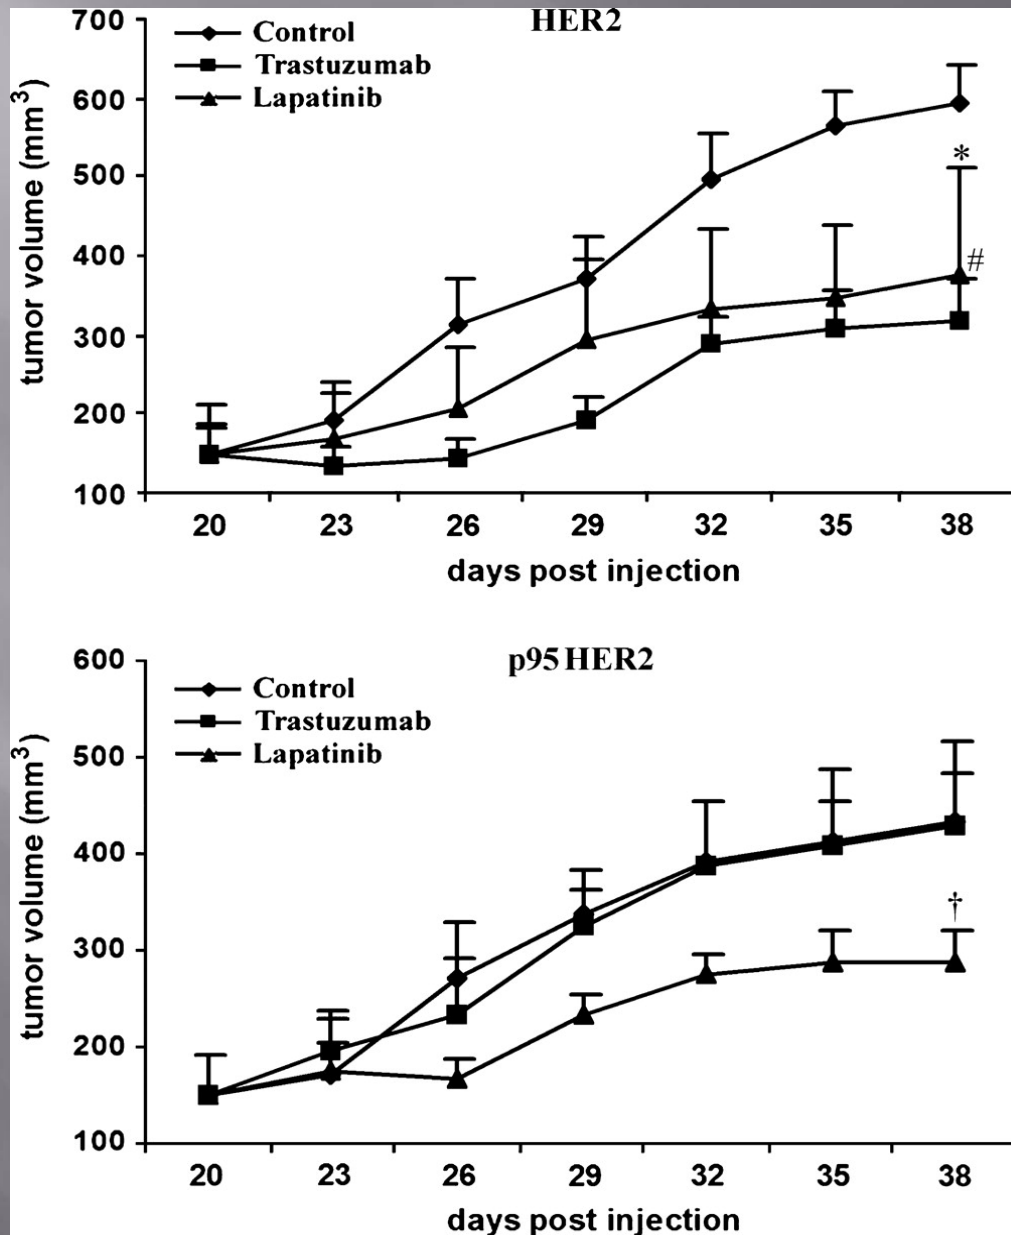 HER2
Control
Trastuzumab
Lapatinib
tumor volume (mm³)
700
600
500
400
300
200
100
*
#
20 23 26 29 32 35 38
days post injection
p95 HER2
Control
Trastuzumab
Lapatinib
tumor volume (mm³)
600
500
400
300
200
100
†
20 23 26 29 32 35 38
days post injection